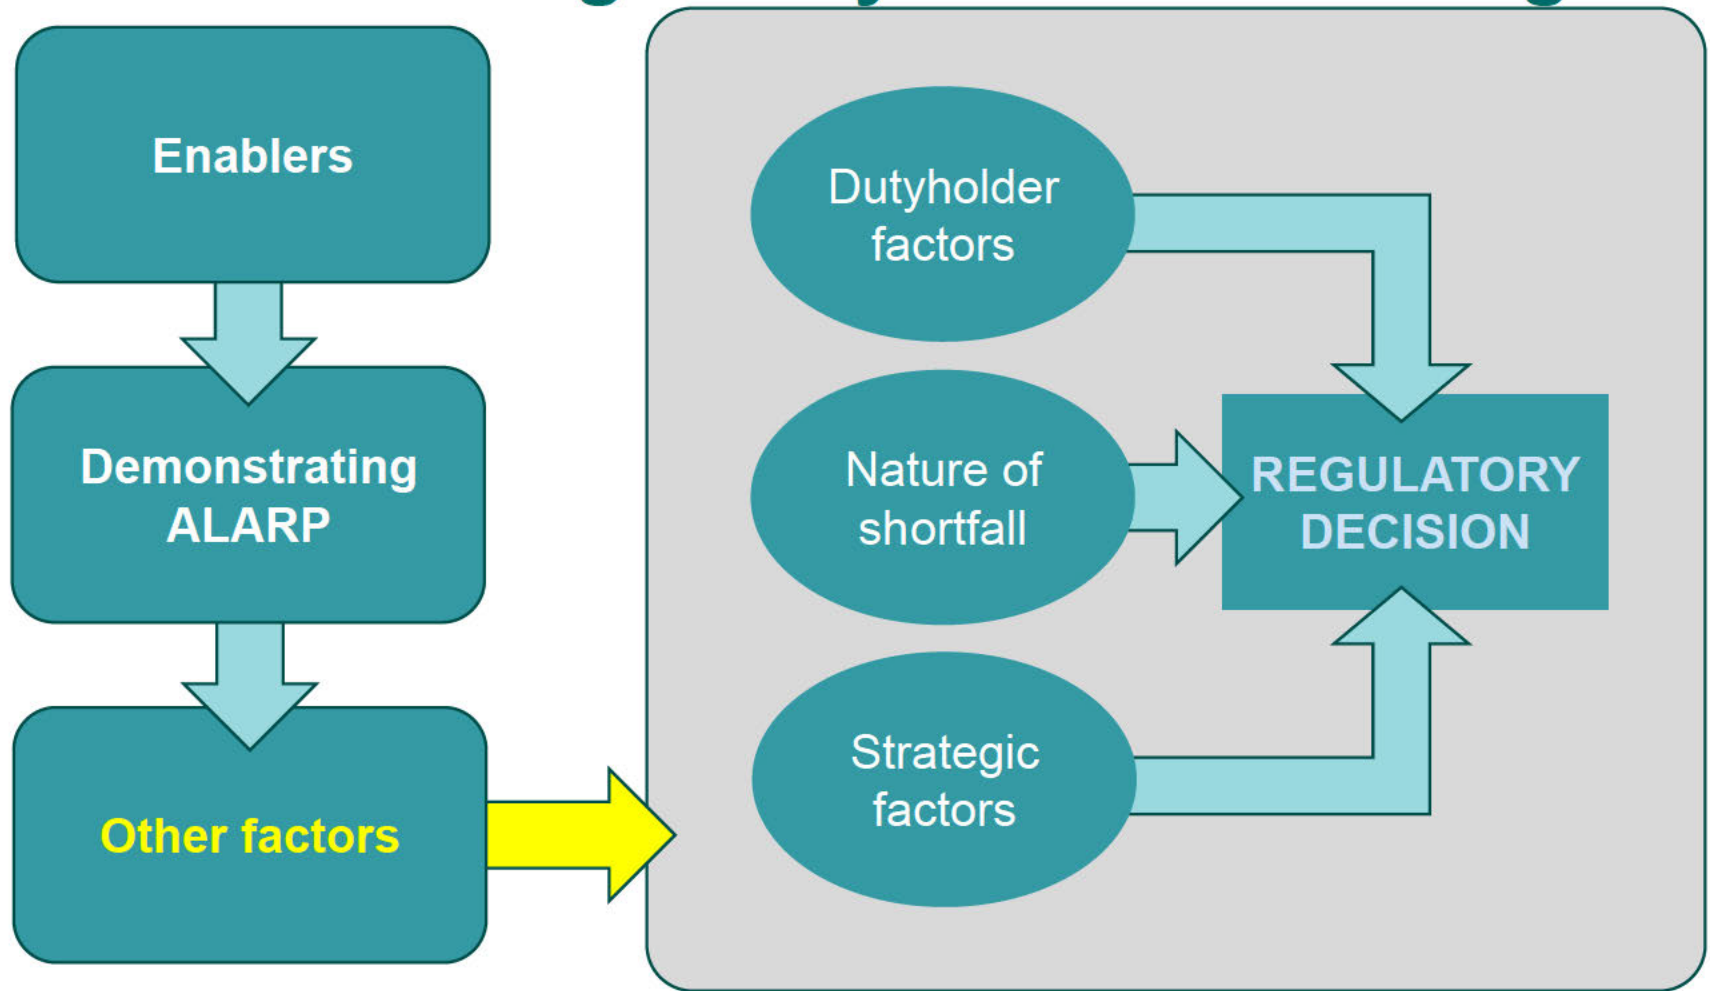 Enablers
Demonstrating
ALARP
Other factors
Dutyholder
factors
Nature of
shortfall
Strategic
factors
REGULATORY
DECISION